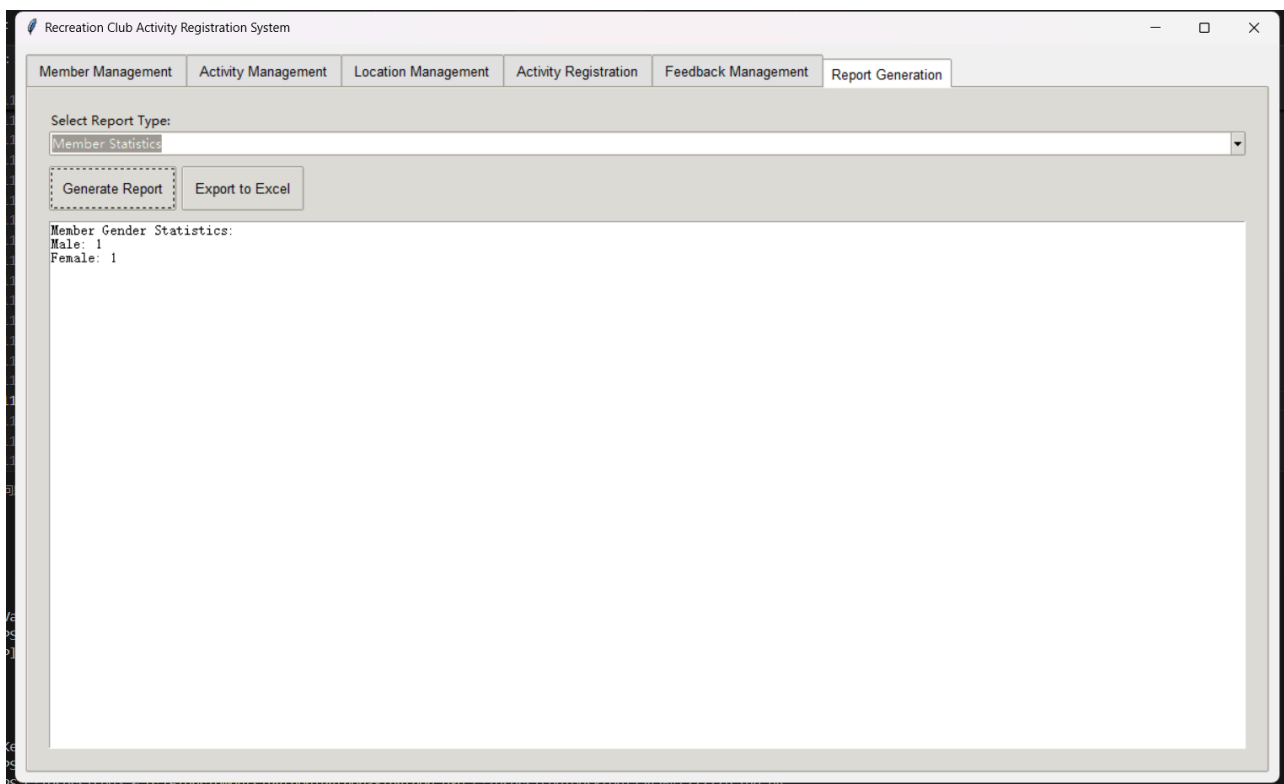 Recreation Club Activity Registration System
Member Management Activity Management Location Management Activity Registration Feedback Management Report Generation
Select Report Type:
Member Statistics
Generate Report Export to Excel
Member Gender Statistics:
Male: 1
Female: 1